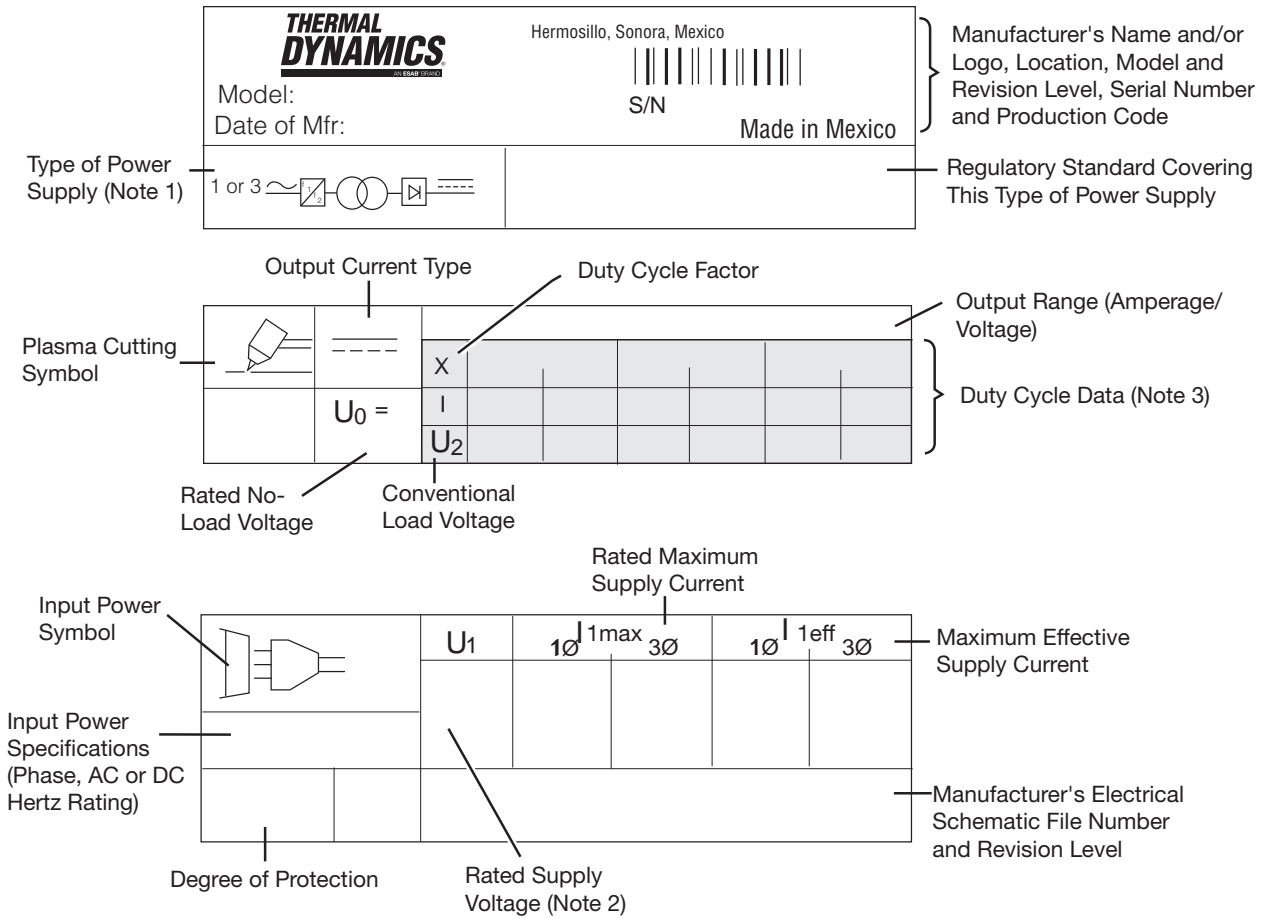 THERMAL
DYNAMICS®
AN ESAB® BRAND
Hermosillo, Sonora, Mexico
S/N
Model:
Date of Mfr:
Made in Mexico
Manufacturer's Name and/or
Logo, Location, Model and
Revision Level, Serial Number
and Production Code
Type of Power
Supply (Note 1)
1 or 3
f1
f2
Regulatory Standard Covering
This Type of Power Supply
Output Current Type
Duty Cycle Factor
Output Range (Amperage/
Voltage)
Plasma Cutting
Symbol
X
I
U0 =
U2
Duty Cycle Data (Note 3)
Rated No-
Load Voltage
Conventional
Load Voltage
Rated Maximum
Supply Current
Input Power
Symbol
U1
1Ø I 1max 3Ø
1Ø I 1eff 3Ø
Maximum Effective
Supply Current
Input Power
Specifications
(Phase, AC or DC
Hertz Rating)
Manufacturer's Electrical
Schematic File Number
and Revision Level
Degree of Protection
Rated Supply
Voltage (Note 2)